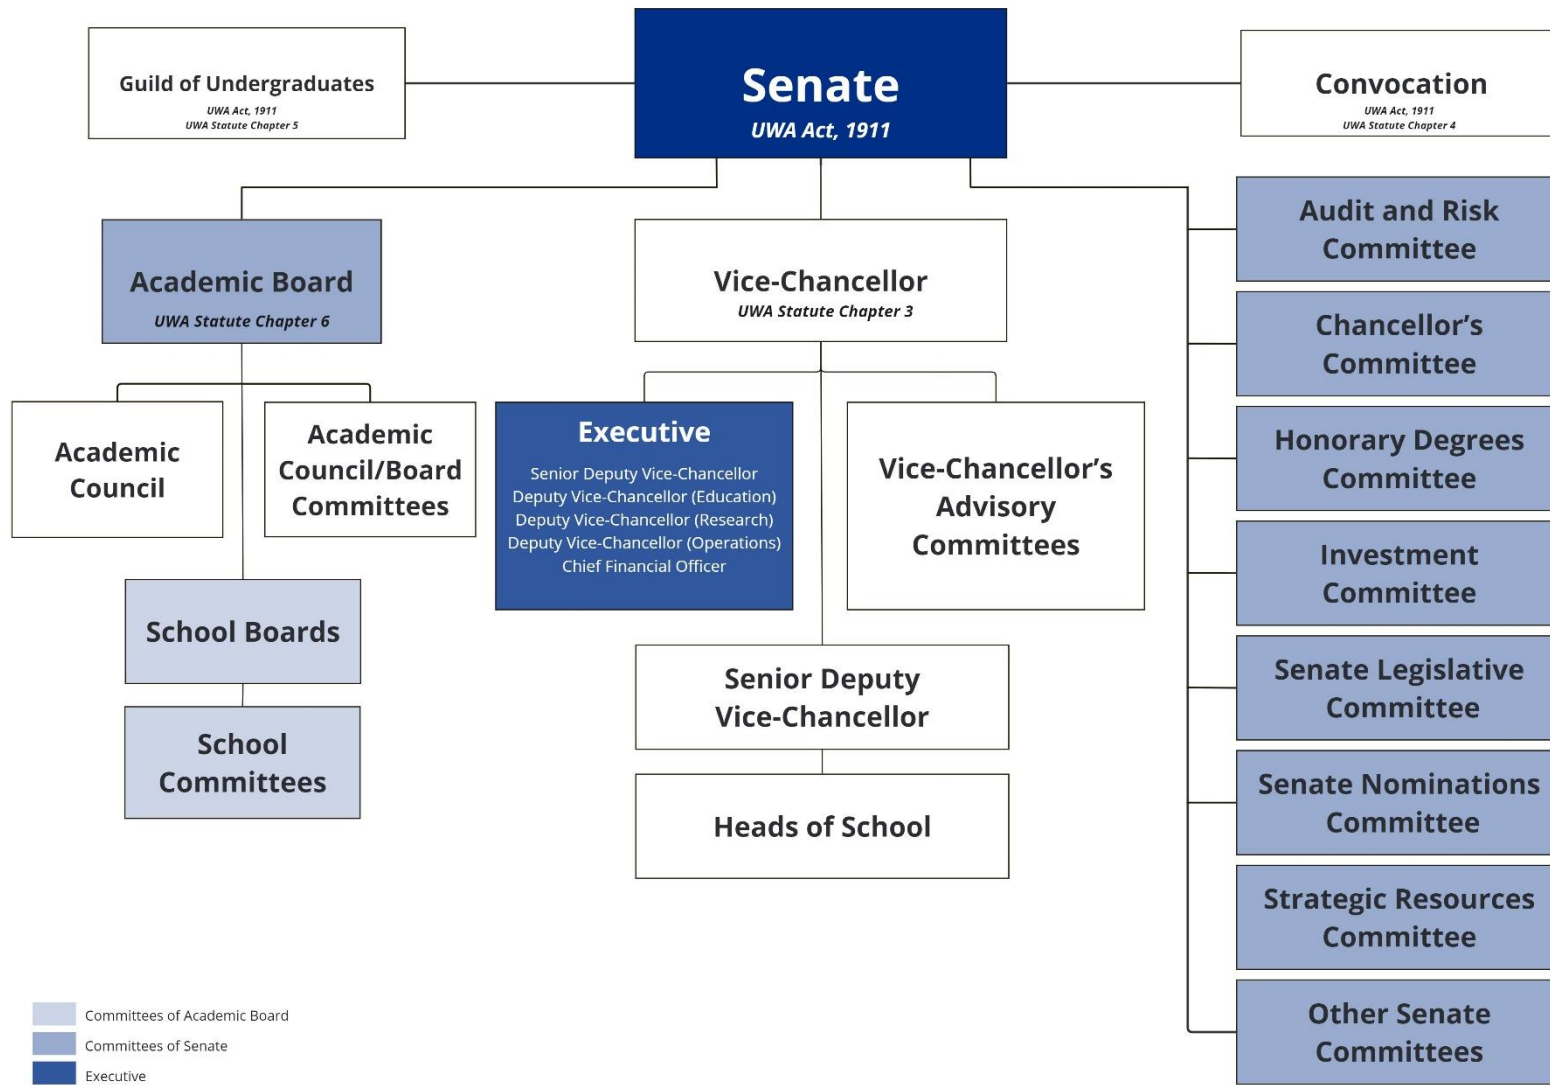 Guild of Undergraduates
UWA Act, 1911
UWA Statute Chapter 5
Senate
UWA Act, 1911
Convocation
UWA Act, 1911
UWA Statute Chapter 4
Academic Board
UWA Statute Chapter 6
Academic
Council
Academic
Council/Board
Committees
School Boards
School
Committees
Vice-Chancellor
UWA Statute Chapter 3
Executive
Senior Deputy Vice-Chancellor
Deputy Vice-Chancellor (Education)
Deputy Vice-Chancellor (Research)
Deputy Vice-Chancellor (Operations)
Chief Financial Officer
Vice-Chancellor’s
Advisory
Committees
Senior Deputy
Vice-Chancellor
Heads of School
Audit and Risk
Committee
Chancellor’s
Committee
Honorary Degrees
Committee
Investment
Committee
Senate Legislative
Committee
Senate Nominations
Committee
Strategic Resources
Committee
Other Senate
Committees
Committees of Academic Board
Committees of Senate
Executive